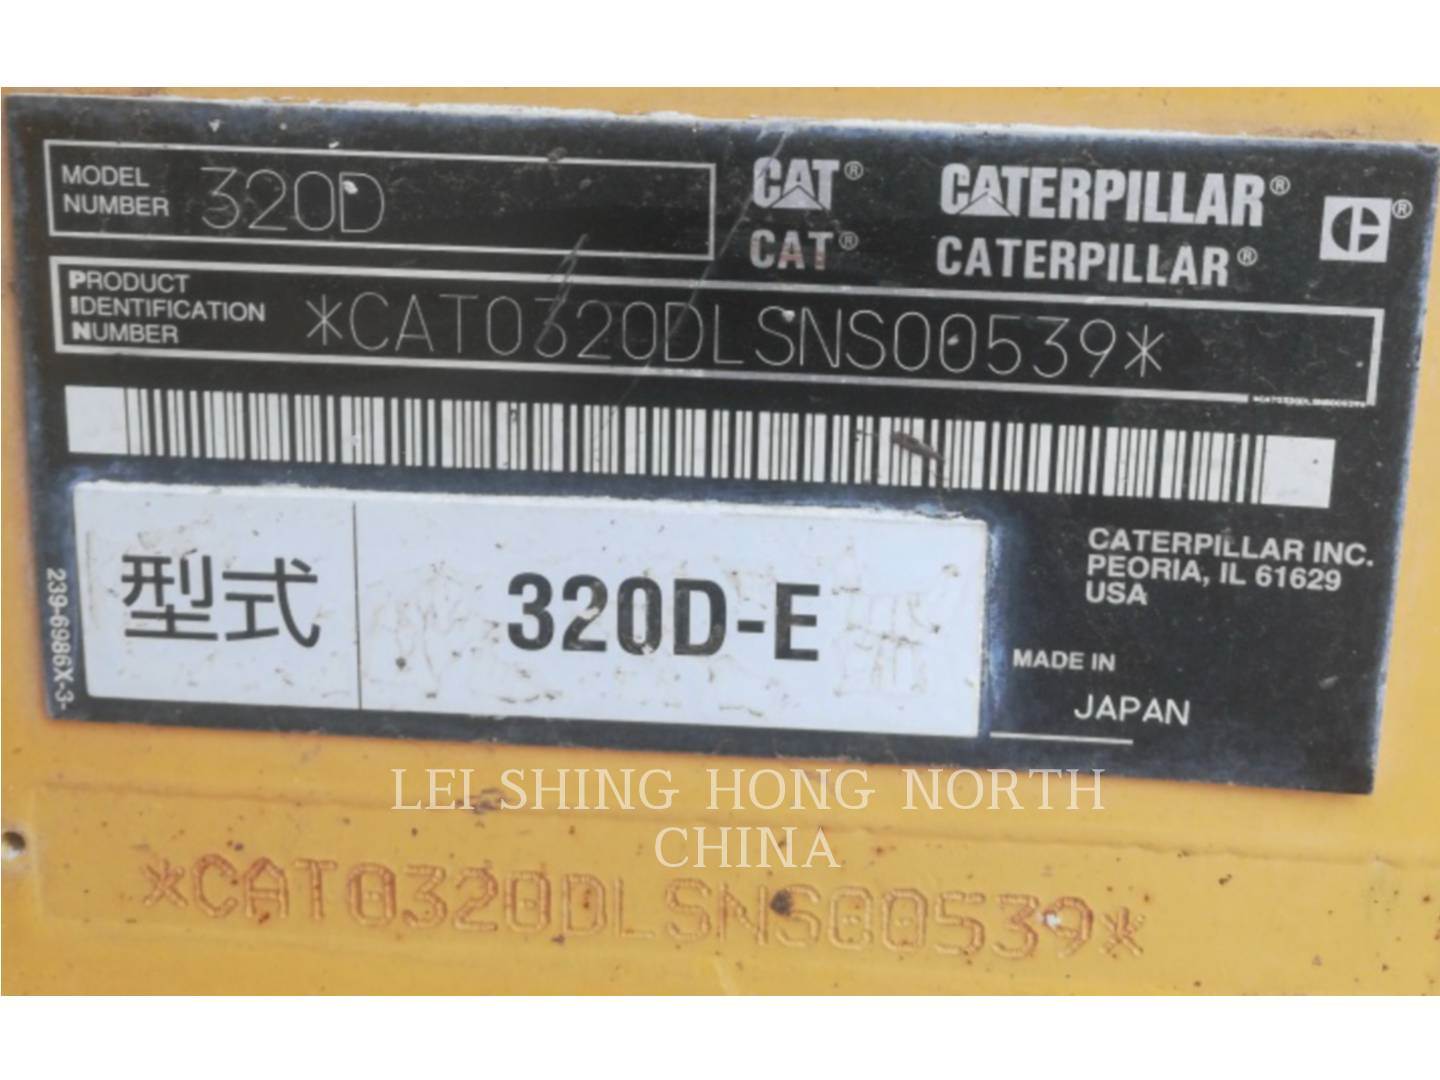 MODEL
NUMBER
320D
CAT® CATERPILLAR®
CAT® CATERPILLAR®
PRODUCT
IDENTIFICATION
NUMBER
*CAT0320DLSNS00539*
型式 320D-E
239-6986X-3-
CATERPILLAR INC.
PEORIA, IL 61629
USA
MADE IN
JAPAN
LEI SHING HONG NORTH
CHINA
*CAT0320DLSNS00539*